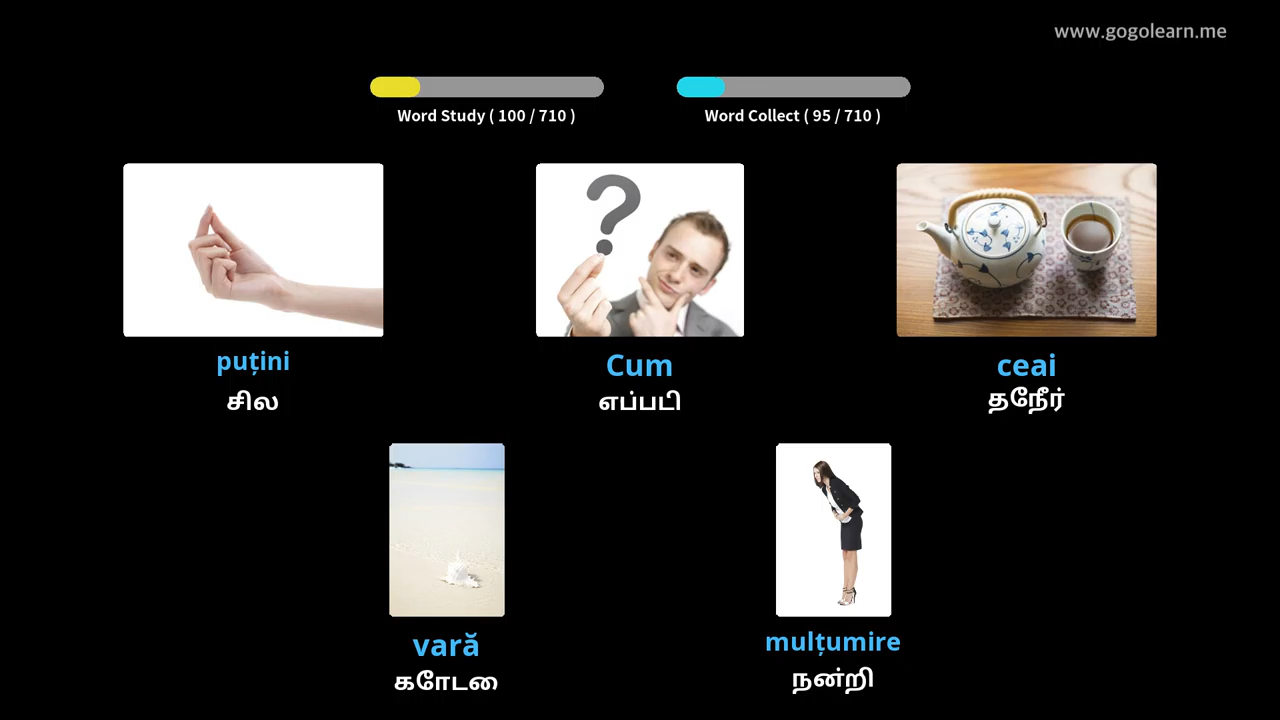 www.gogolearn.me
Word Study ( 100 / 710 )
Word Collect ( 95 / 710 )
puțini
Cum
ceai
சில
எப்படி
தேநீர்
vară
mulțumire
கோடை
நன்றி